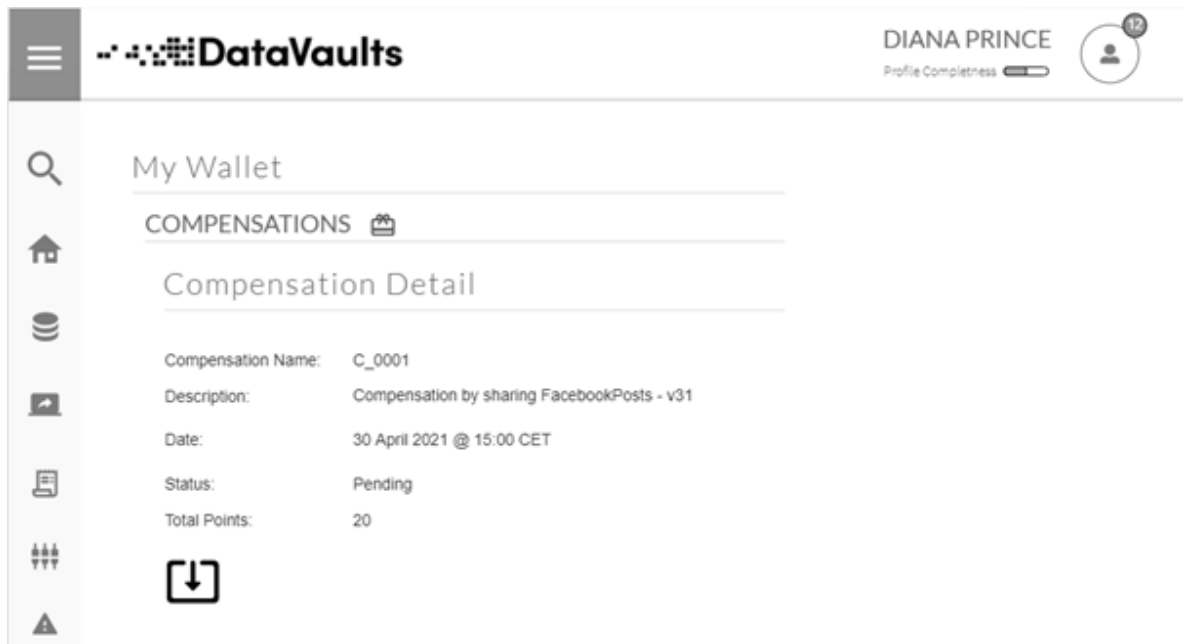 DataVaults
DIANA PRINCE
12
Profile Completness
My Wallet
COMPENSATIONS
Compensation Detail
Compensation Name: C_0001
Description: Compensation by sharing FacebookPosts - v31
Date: 30 April 2021 @ 15:00 CET
Status: Pending
Total Points: 20